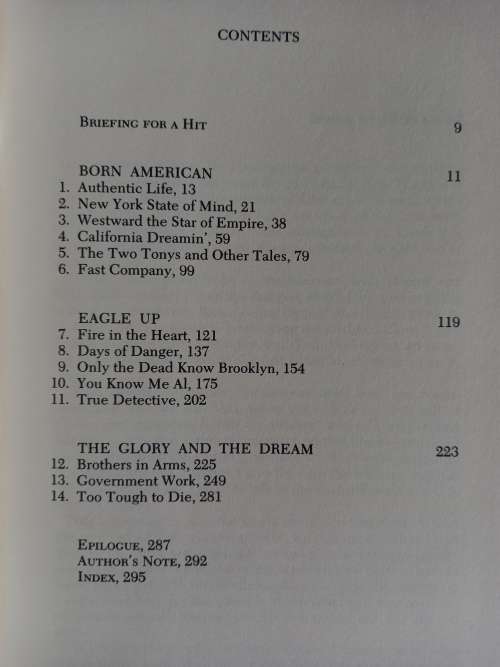 CONTENTS
BRIEFING FOR A HIT 9
BORN AMERICAN 11
1. Authentic Life, 13
2. New York State of Mind, 21
3. Westward the Star of Empire, 38
4. California Dreamin', 59
5. The Two Tonys and Other Tales, 79
6. Fast Company, 99
EAGLE UP 119
7. Fire in the Heart, 121
8. Days of Danger, 137
9. Only the Dead Know Brooklyn, 154
10. You Know Me Al, 175
11. True Detective, 202
THE GLORY AND THE DREAM 223
12. Brothers in Arms, 225
13. Government Work, 249
14. Too Tough to Die, 281
EPILOGUE, 287
AUTHOR'S NOTE, 292
INDEX, 295